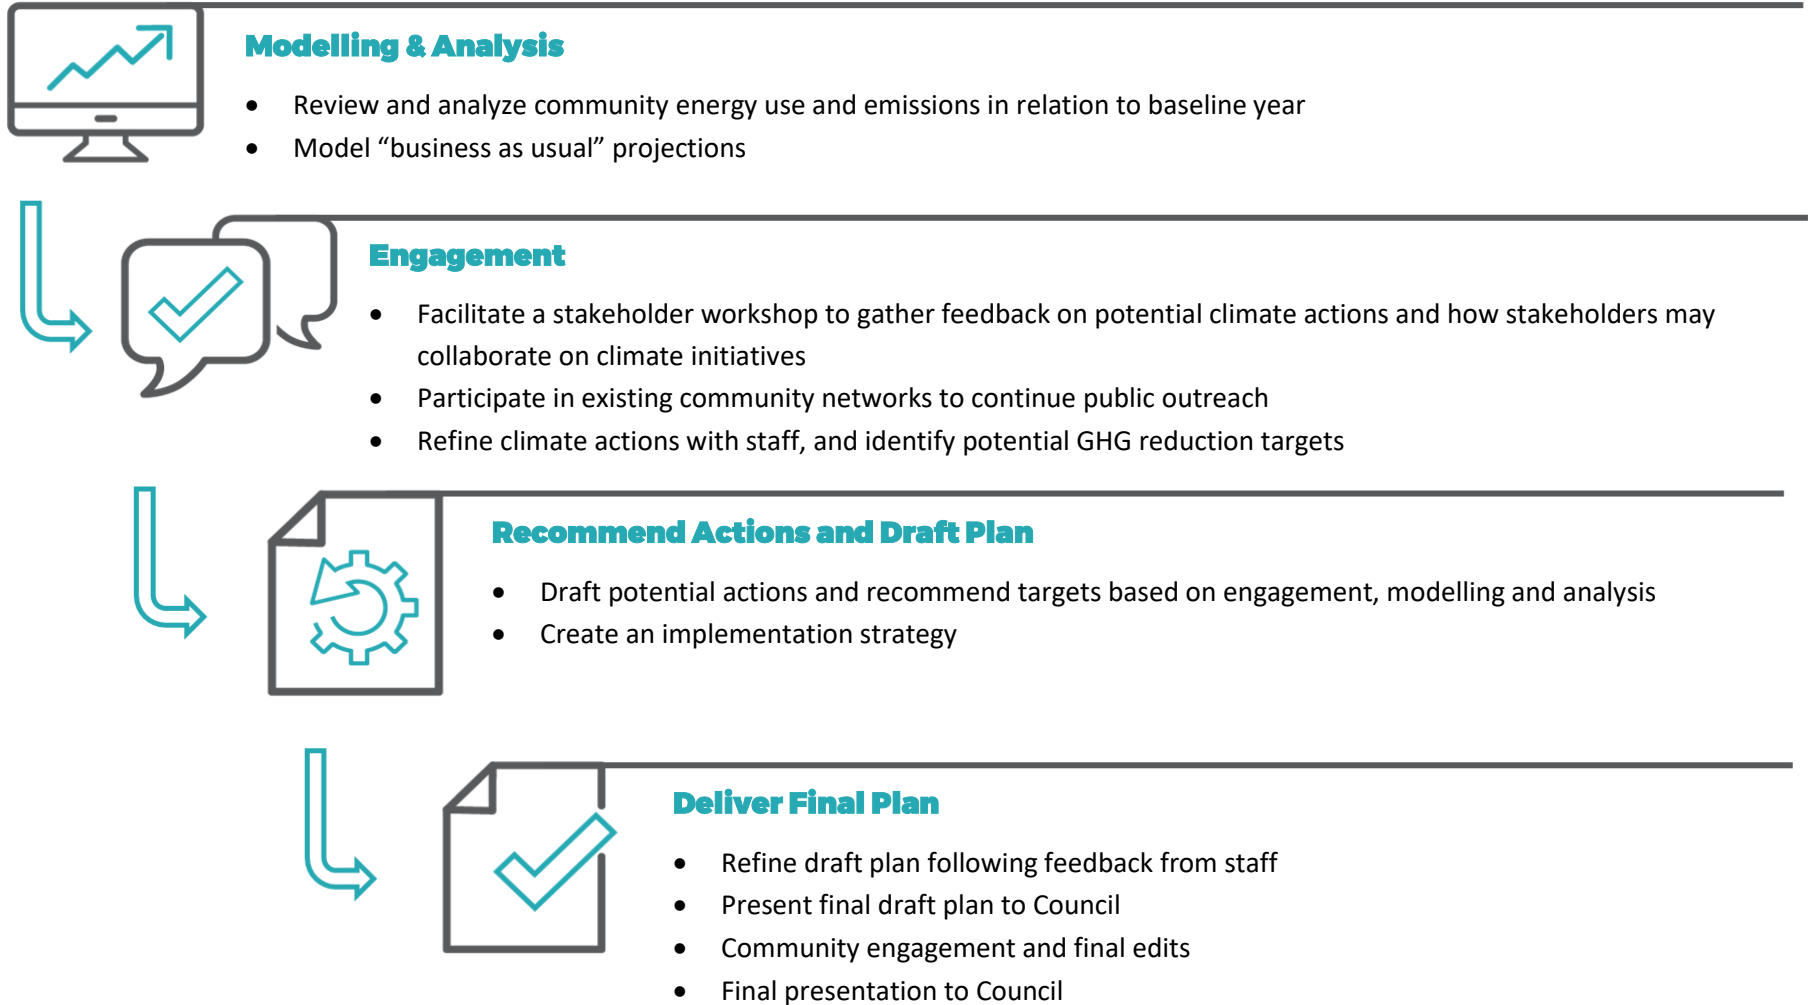 Modelling & Analysis
• Review and analyze community energy use and emissions in relation to baseline year
• Model “business as usual” projections
Engagement
• Facilitate a stakeholder workshop to gather feedback on potential climate actions and how stakeholders may
collaborate on climate initiatives
• Participate in existing community networks to continue public outreach
• Refine climate actions with staff, and identify potential GHG reduction targets
Recommend Actions and Draft Plan
• Draft potential actions and recommend targets based on engagement, modelling and analysis
• Create an implementation strategy
Deliver Final Plan
• Refine draft plan following feedback from staff
• Present final draft plan to Council
• Community engagement and final edits
• Final presentation to Council